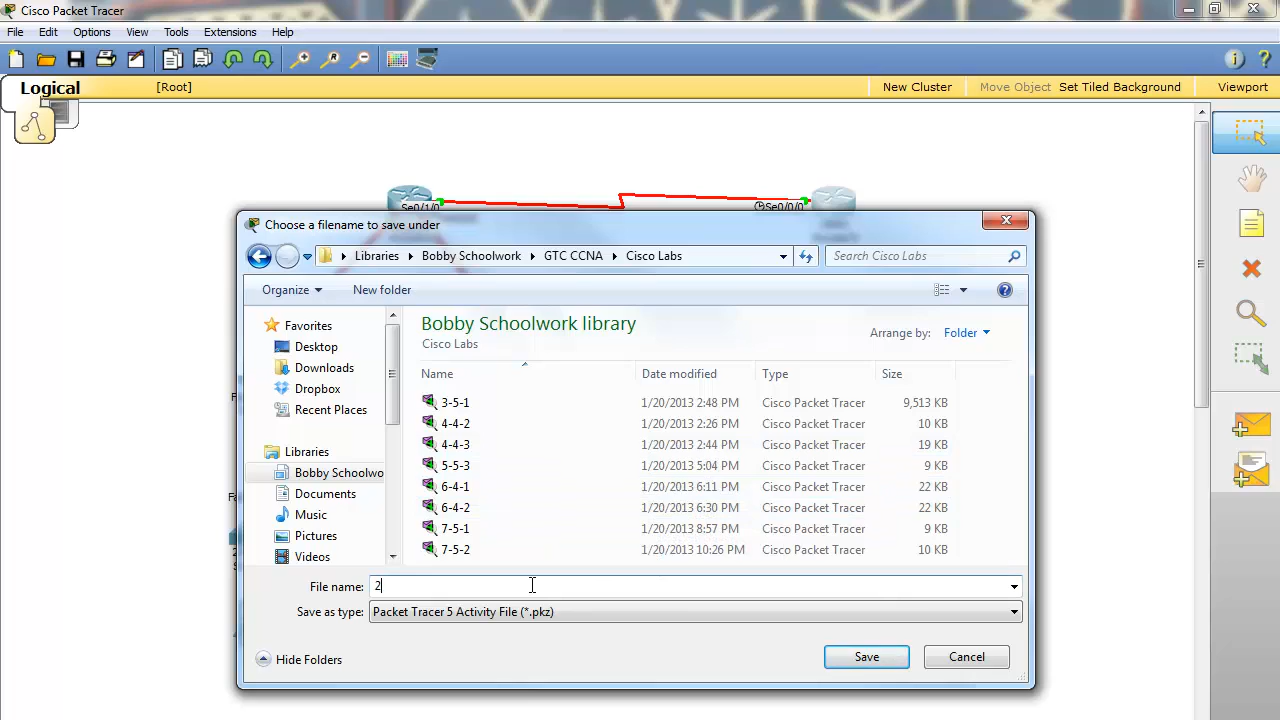 Cisco Packet Tracer
File Edit Options View Tools Extensions Help
Logical [Root] New Cluster Move Object Set Tiled Background Viewport
Se0/1/0 Se0/0/0
Choose a filename to save under
Libraries Bobby Schoolwork GTC CCNA Cisco Labs Search Cisco Labs
Organize New folder
Favorites
Desktop
Downloads
Dropbox
Recent Places
Libraries
Bobby Schoolwo
Documents
Music
Pictures
Videos
Bobby Schoolwork library
Cisco Labs
Arrange by: Folder
Name Date modified Type Size
3-5-1 1/20/2013 2:48 PM Cisco Packet Tracer 9,513 KB
4-4-2 1/20/2013 2:26 PM Cisco Packet Tracer 10 KB
4-4-3 1/20/2013 2:44 PM Cisco Packet Tracer 19 KB
5-5-3 1/20/2013 5:04 PM Cisco Packet Tracer 9 KB
6-4-1 1/20/2013 6:11 PM Cisco Packet Tracer 22 KB
6-4-2 1/20/2013 6:30 PM Cisco Packet Tracer 22 KB
7-5-1 1/20/2013 8:57 PM Cisco Packet Tracer 9 KB
7-5-2 1/20/2013 10:26 PM Cisco Packet Tracer 10 KB
File name: 2
Save as type: Packet Tracer 5 Activity File (*.pkz)
Hide Folders Save Cancel